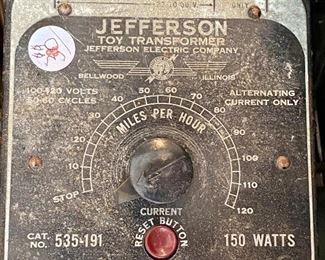 JEFFERSON
TOY TRANSFORMER
JEFFERSON ELECTRIC COMPANY
BELLWOOD ILLINOIS
100-120 VOLTS
50-60 CYCLES
ALTERNATING
CURRENT ONLY
STOP 10 20 30 40 50 60 70 80 90 100 110 120
MILES PER HOUR
CURRENT
RESET BUTTON
CAT. NO. 535-191
150 WATTS